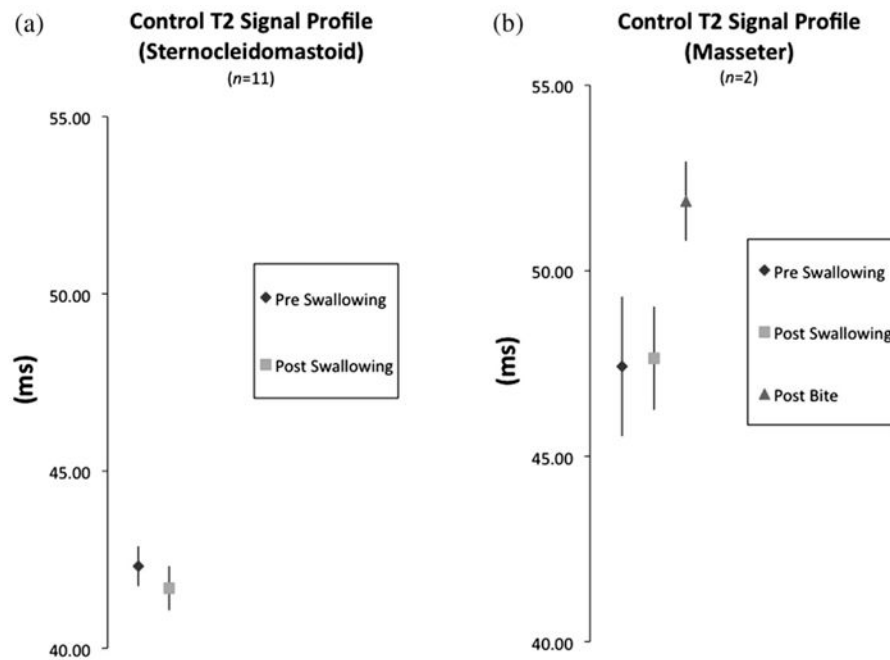 (a)
Control T2 Signal Profile
(Sternocleidomastoid)
(n=11)
55.00
50.00
45.00
40.00
(ms)
Pre Swallowing
Post Swallowing
(b)
Control T2 Signal Profile
(Masseter)
(n=2)
55.00
50.00
45.00
40.00
(ms)
Pre Swallowing
Post Swallowing
Post Bite